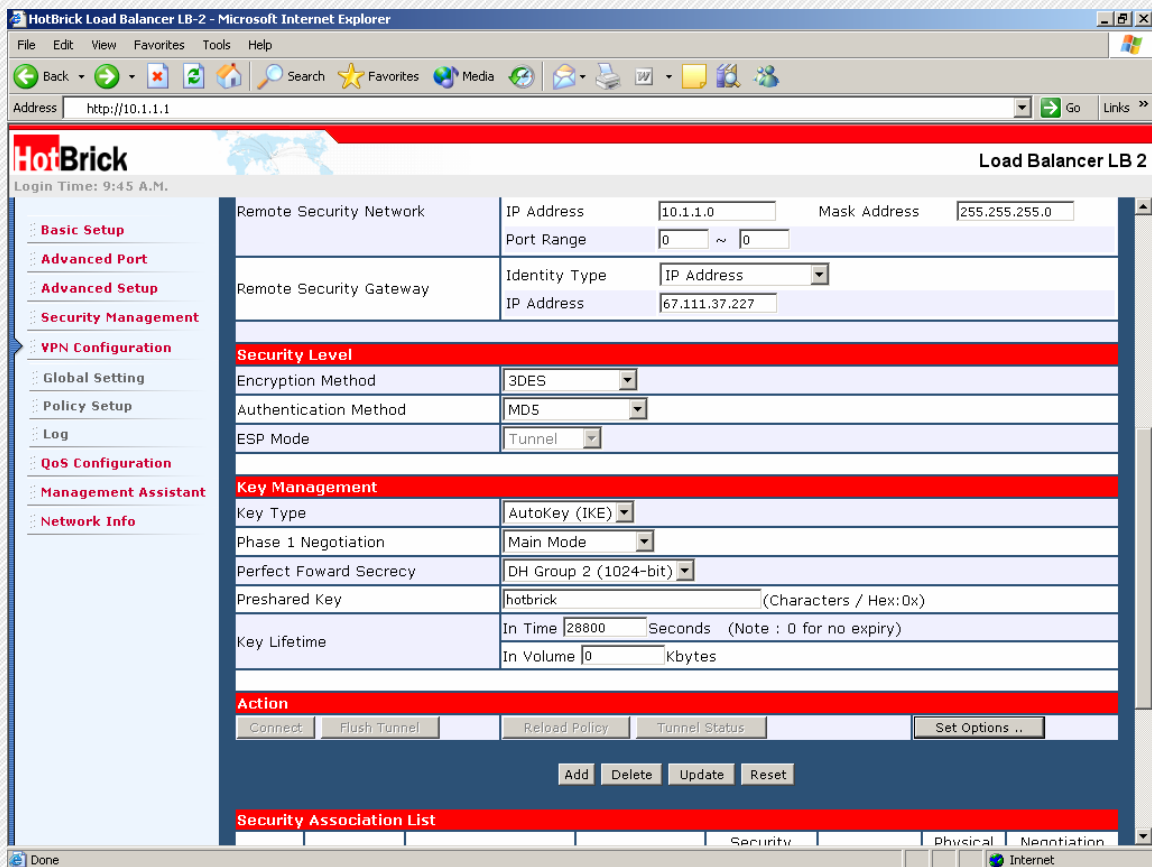 HotBrick Load Balancer LB-2 - Microsoft Internet Explorer
File Edit View Favorites Tools Help
Back Search Favorites Media
Address http://10.1.1.1 Go Links »
HotBrick
Load Balancer LB 2
Login Time: 9:45 A.M.
Basic Setup
Advanced Port
Advanced Setup
Security Management
VPN Configuration
Global Setting
Policy Setup
Log
QoS Configuration
Management Assistant
Network Info
Remote Security Network IP Address 10.1.1.0 Mask Address 255.255.255.0
Port Range 0 ~ 0
Remote Security Gateway Identity Type IP Address
IP Address 67.111.37.227
Security Level
Encryption Method 3DES
Authentication Method MD5
ESP Mode Tunnel
Key Management
Key Type AutoKey (IKE)
Phase 1 Negotiation Main Mode
Perfect Foward Secrecy DH Group 2 (1024-bit)
Preshared Key hotbrick (Characters / Hex:0x)
Key Lifetime In Time 28800 Seconds (Note : 0 for no expiry)
In Volume 0 Kbytes
Action
Connect Flush Tunnel Reload Policy Tunnel Status Set Options ..
Add Delete Update Reset
Security Association List
Security Physical Negotiation
Done Internet